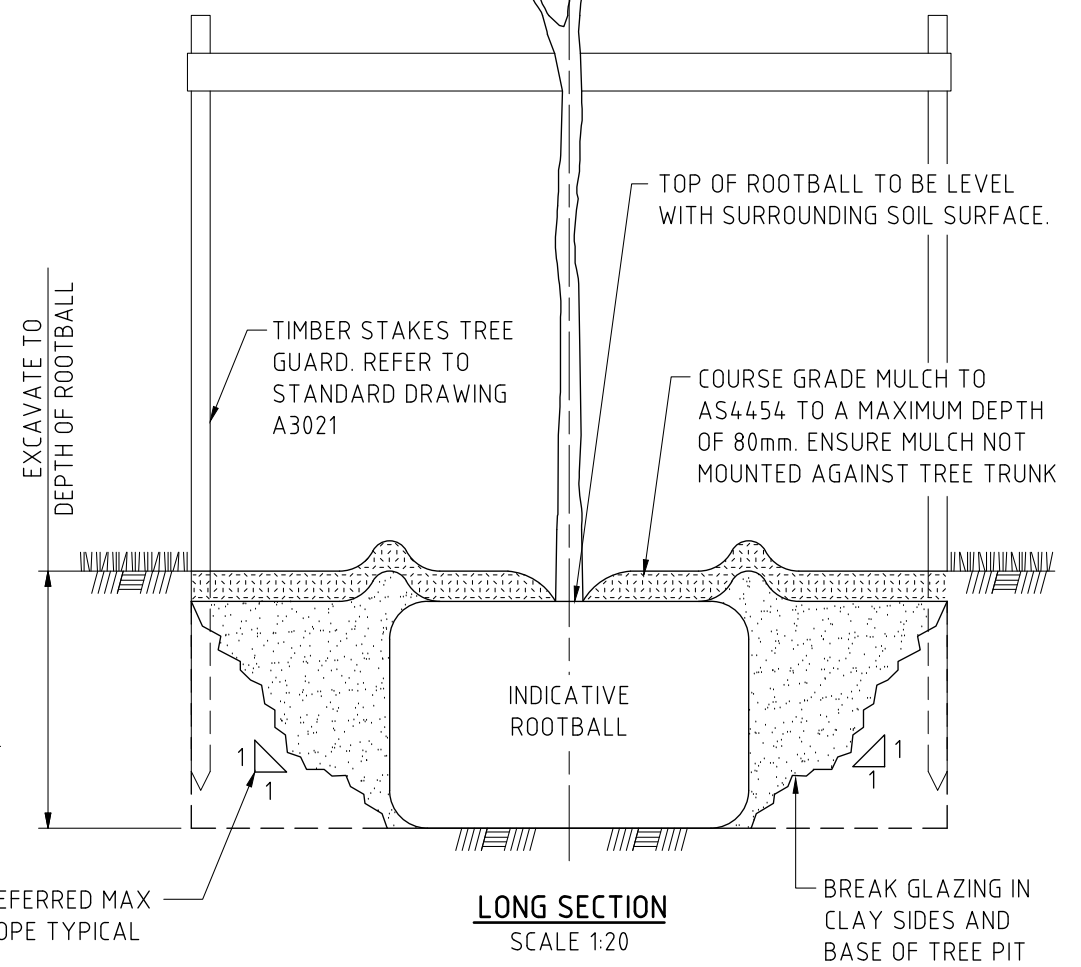 TOP OF ROOTBALL TO BE LEVEL
WITH SURROUNDING SOIL SURFACE.
EXCAVATE TO
DEPTH OF ROOTBALL
TIMBER STAKES TREE
GUARD. REFER TO
STANDARD DRAWING
A3021
COURSE GRADE MULCH TO
AS4454 TO A MAXIMUM DEPTH
OF 80mm. ENSURE MULCH NOT
MOUNTED AGAINST TREE TRUNK
INDICATIVE
ROOTBALL
1
1
1
1
EFERRED MAX
OPE TYPICAL
LONG SECTION
SCALE 1:20
BREAK GLAZING IN
CLAY SIDES AND
BASE OF TREE PIT